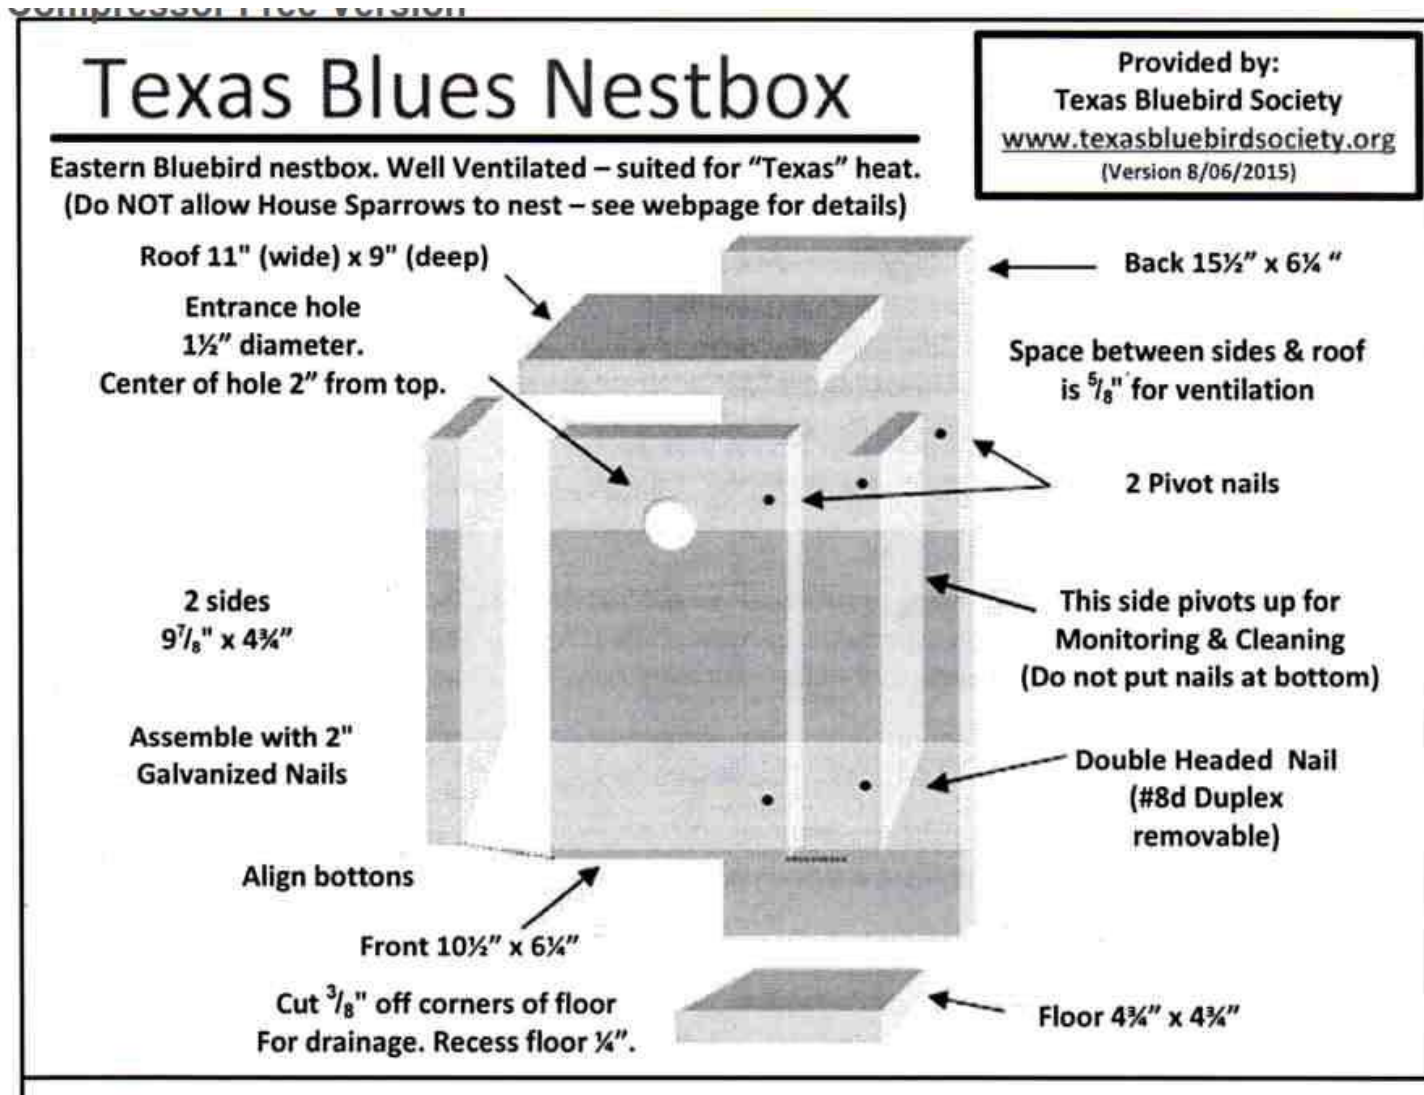 Compressor Free Version
Texas Blues Nestbox
Provided by:
Texas Bluebird Society
www.texasbluebirdsociety.org
(Version 8/06/2015)
Eastern Bluebird nestbox. Well Ventilated – suited for “Texas” heat.
(Do NOT allow House Sparrows to nest – see webpage for details)
Roof 11" (wide) x 9" (deep)
Entrance hole
1½” diameter.
Center of hole 2” from top.
Back 15½” x 6¼ “
Space between sides & roof
is ⁵/₈" for ventilation
2 Pivot nails
2 sides
9⁷/₈" x 4¾”
This side pivots up for
Monitoring & Cleaning
(Do not put nails at bottom)
Assemble with 2"
Galvanized Nails
Double Headed Nail
(#8d Duplex
removable)
Align bottons
Front 10½” x 6¼”
Cut ³/₈" off corners of floor
For drainage. Recess floor ¼”.
Floor 4¾” x 4¾”